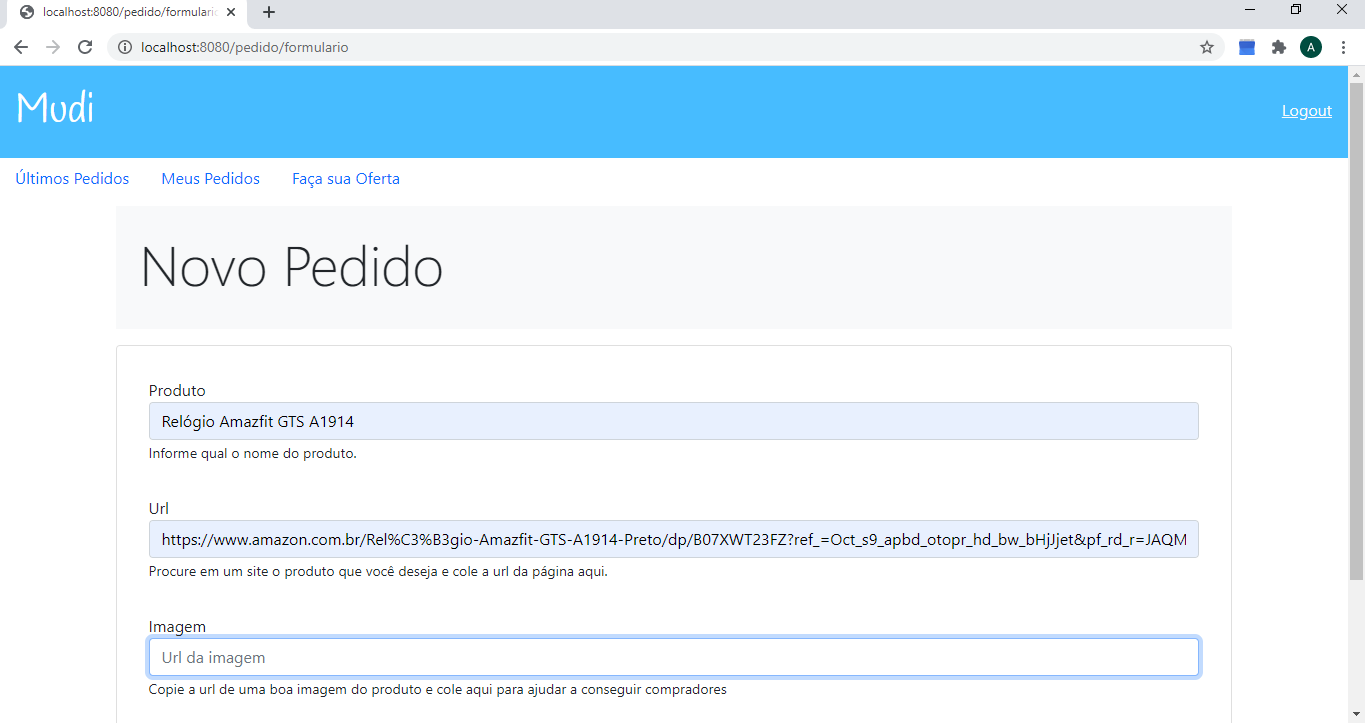 localhost:8080/pedido/formulari
localhost:8080/pedido/formulario
A
Mudi
Logout
Últimos Pedidos
Meus Pedidos
Faça sua Oferta
Novo Pedido
Produto
Relógio Amazfit GTS A1914
Informe qual o nome do produto.
Url
https://www.amazon.com.br/Rel%C3%B3gio-Amazfit-GTS-A1914-Preto/dp/B07XWT23FZ?ref_=Oct_s9_apbd_otopr_hd_bw_bHjJjet&pf_rd_r=JAQM
Procure em um site o produto que você deseja e cole a url da página aqui.
Imagem
Url da imagem
Copie a url de uma boa imagem do produto e cole aqui para ajudar a conseguir compradores